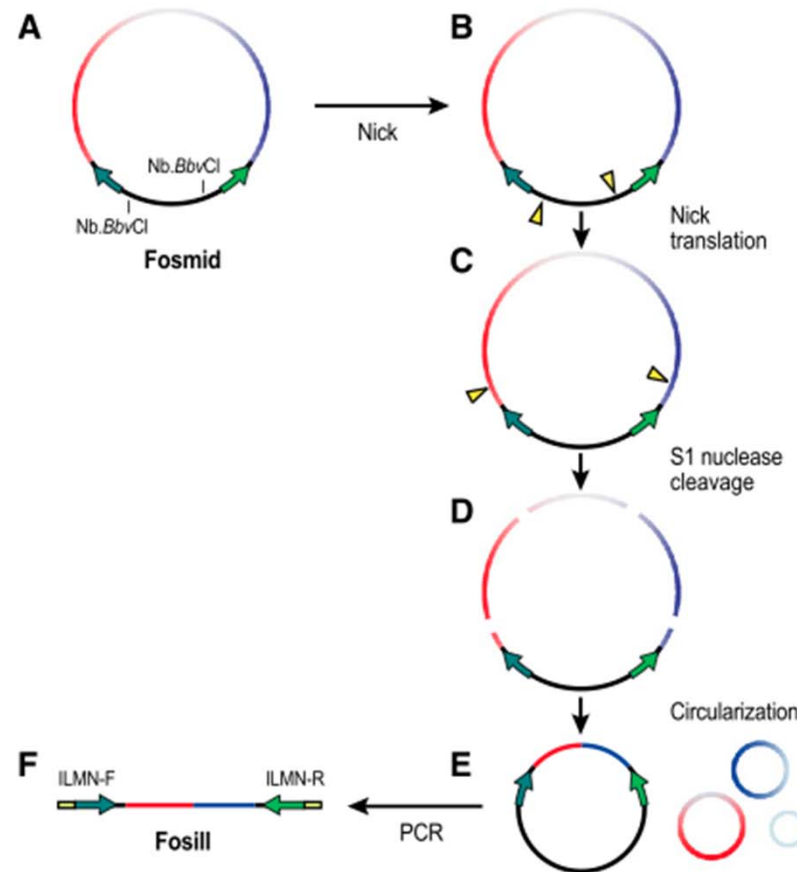 A
Nb.BbvCI
Nb.BbvCI
Fosmid
Nick
B
Nick
translation
C
S1 nuclease
cleavage
D
Circularization
E
PCR
F
ILMN-F
ILMN-R
Fosill